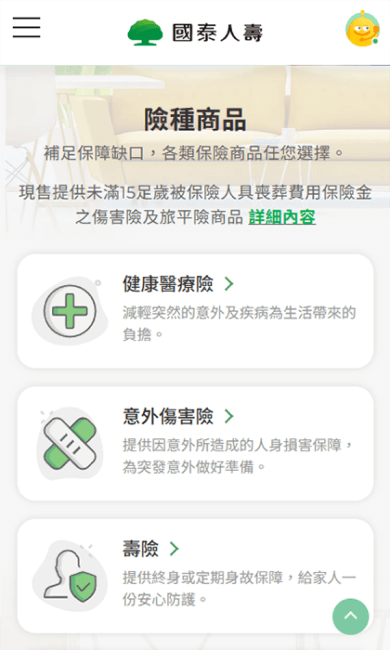 國泰人壽
險種商品
補足保障缺口，各類保險商品任您選擇。
現售提供未滿15足歲被保險人具喪葬費用保險金
之傷害險及旅平險商品 詳細內容
健康醫療險
減輕突然的意外及疾病為生活帶來的
負擔。
意外傷害險
提供因意外所造成的人身損害保障，
為突發意外做好準備。
壽險
提供終身或定期身故保障，給家人一
份安心防護。